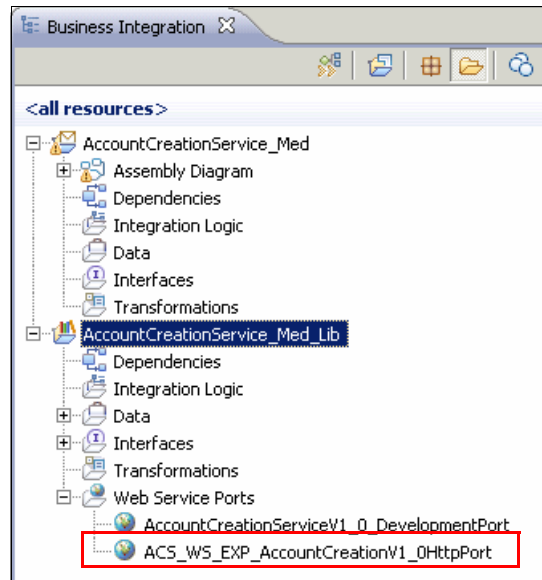 Business Integration
<all resources>
AccountCreationService_Med
Assembly Diagram
Dependencies
Integration Logic
Data
Interfaces
Transformations
AccountCreationService_Med_Lib
Dependencies
Integration Logic
Data
Interfaces
Transformations
Web Service Ports
AccountCreationServiceV1_0_DevelopmentPort
ACS_WS_EXP_AccountCreationV1_0HttpPort